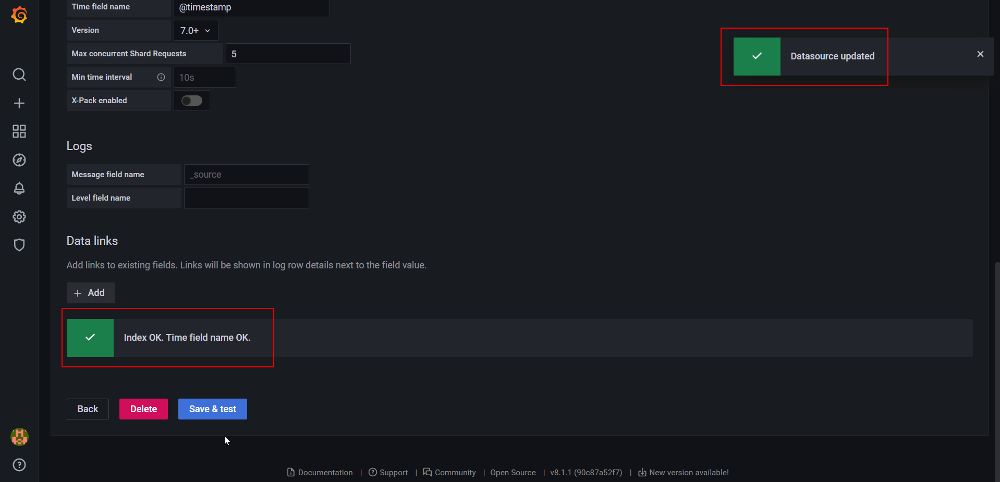 Time field name @timestamp
Version 7.0+
Datasource updated
Max concurrent Shard Requests 5
Min time interval 10s
X-Pack enabled
Logs
Message field name _source
Level field name
Data links
Add links to existing fields. Links will be shown in log row details next to the field value.
+ Add
Index OK. Time field name OK.
Back Delete Save & test
Documentation | Support | Community | Open Source | v8.1.1 (90c87a52f7) | New version available!